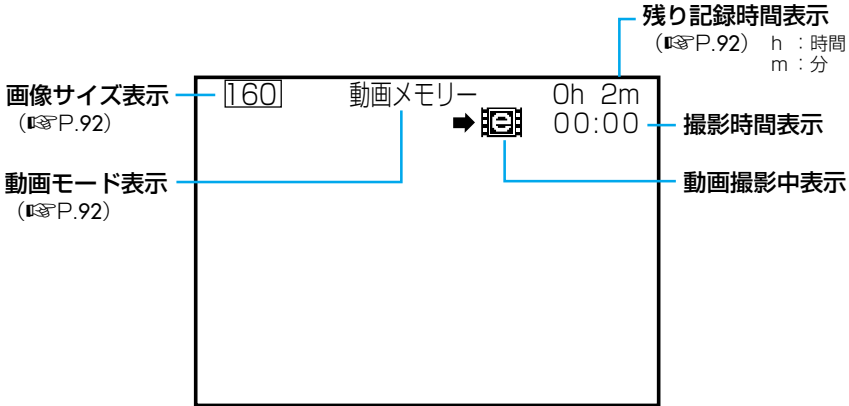 残り記録時間表示
（☞P.92） h ：時間
m ：分
画像サイズ表示
（☞P.92）
160 動画メモリー 0h 2m
➡ e 00:00
撮影時間表示
動画モード表示
（☞P.92）
動画撮影中表示